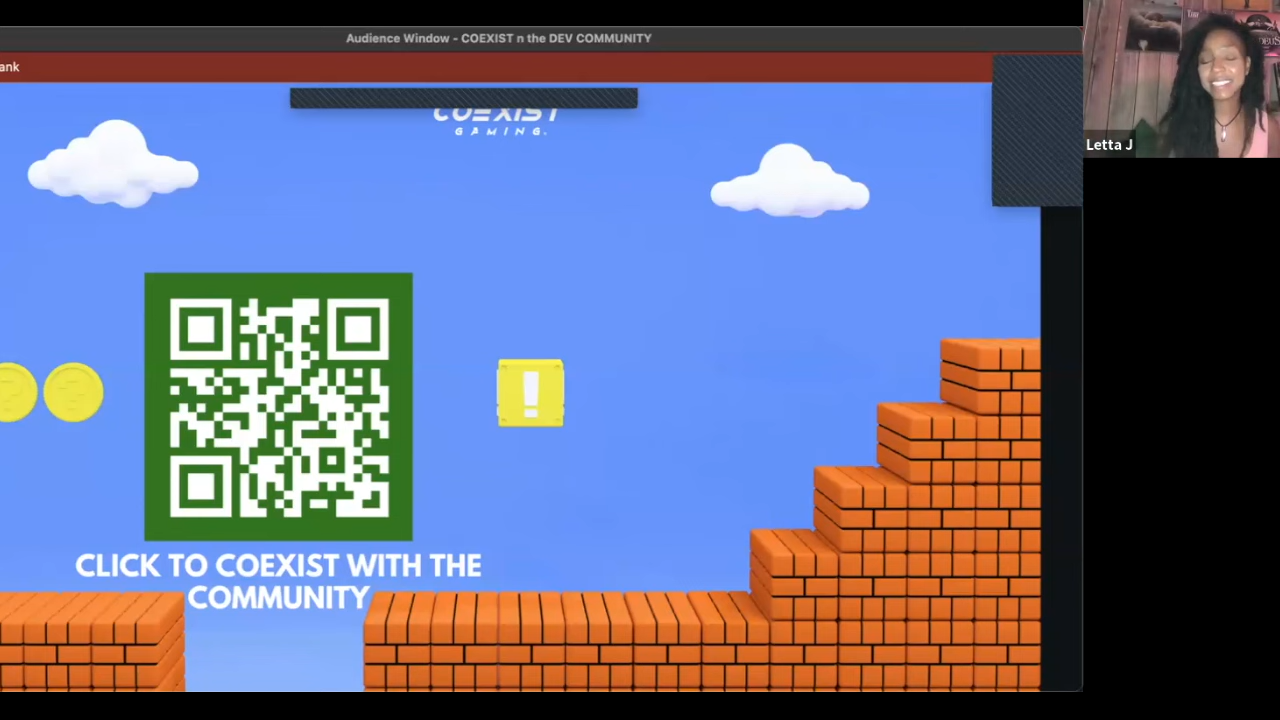 Audience Window - COEXIST n the DEV COMMUNITY
ank
COEXIST
GAMING.
Letta J
!
CLICK TO COEXIST WITH THE
COMMUNITY